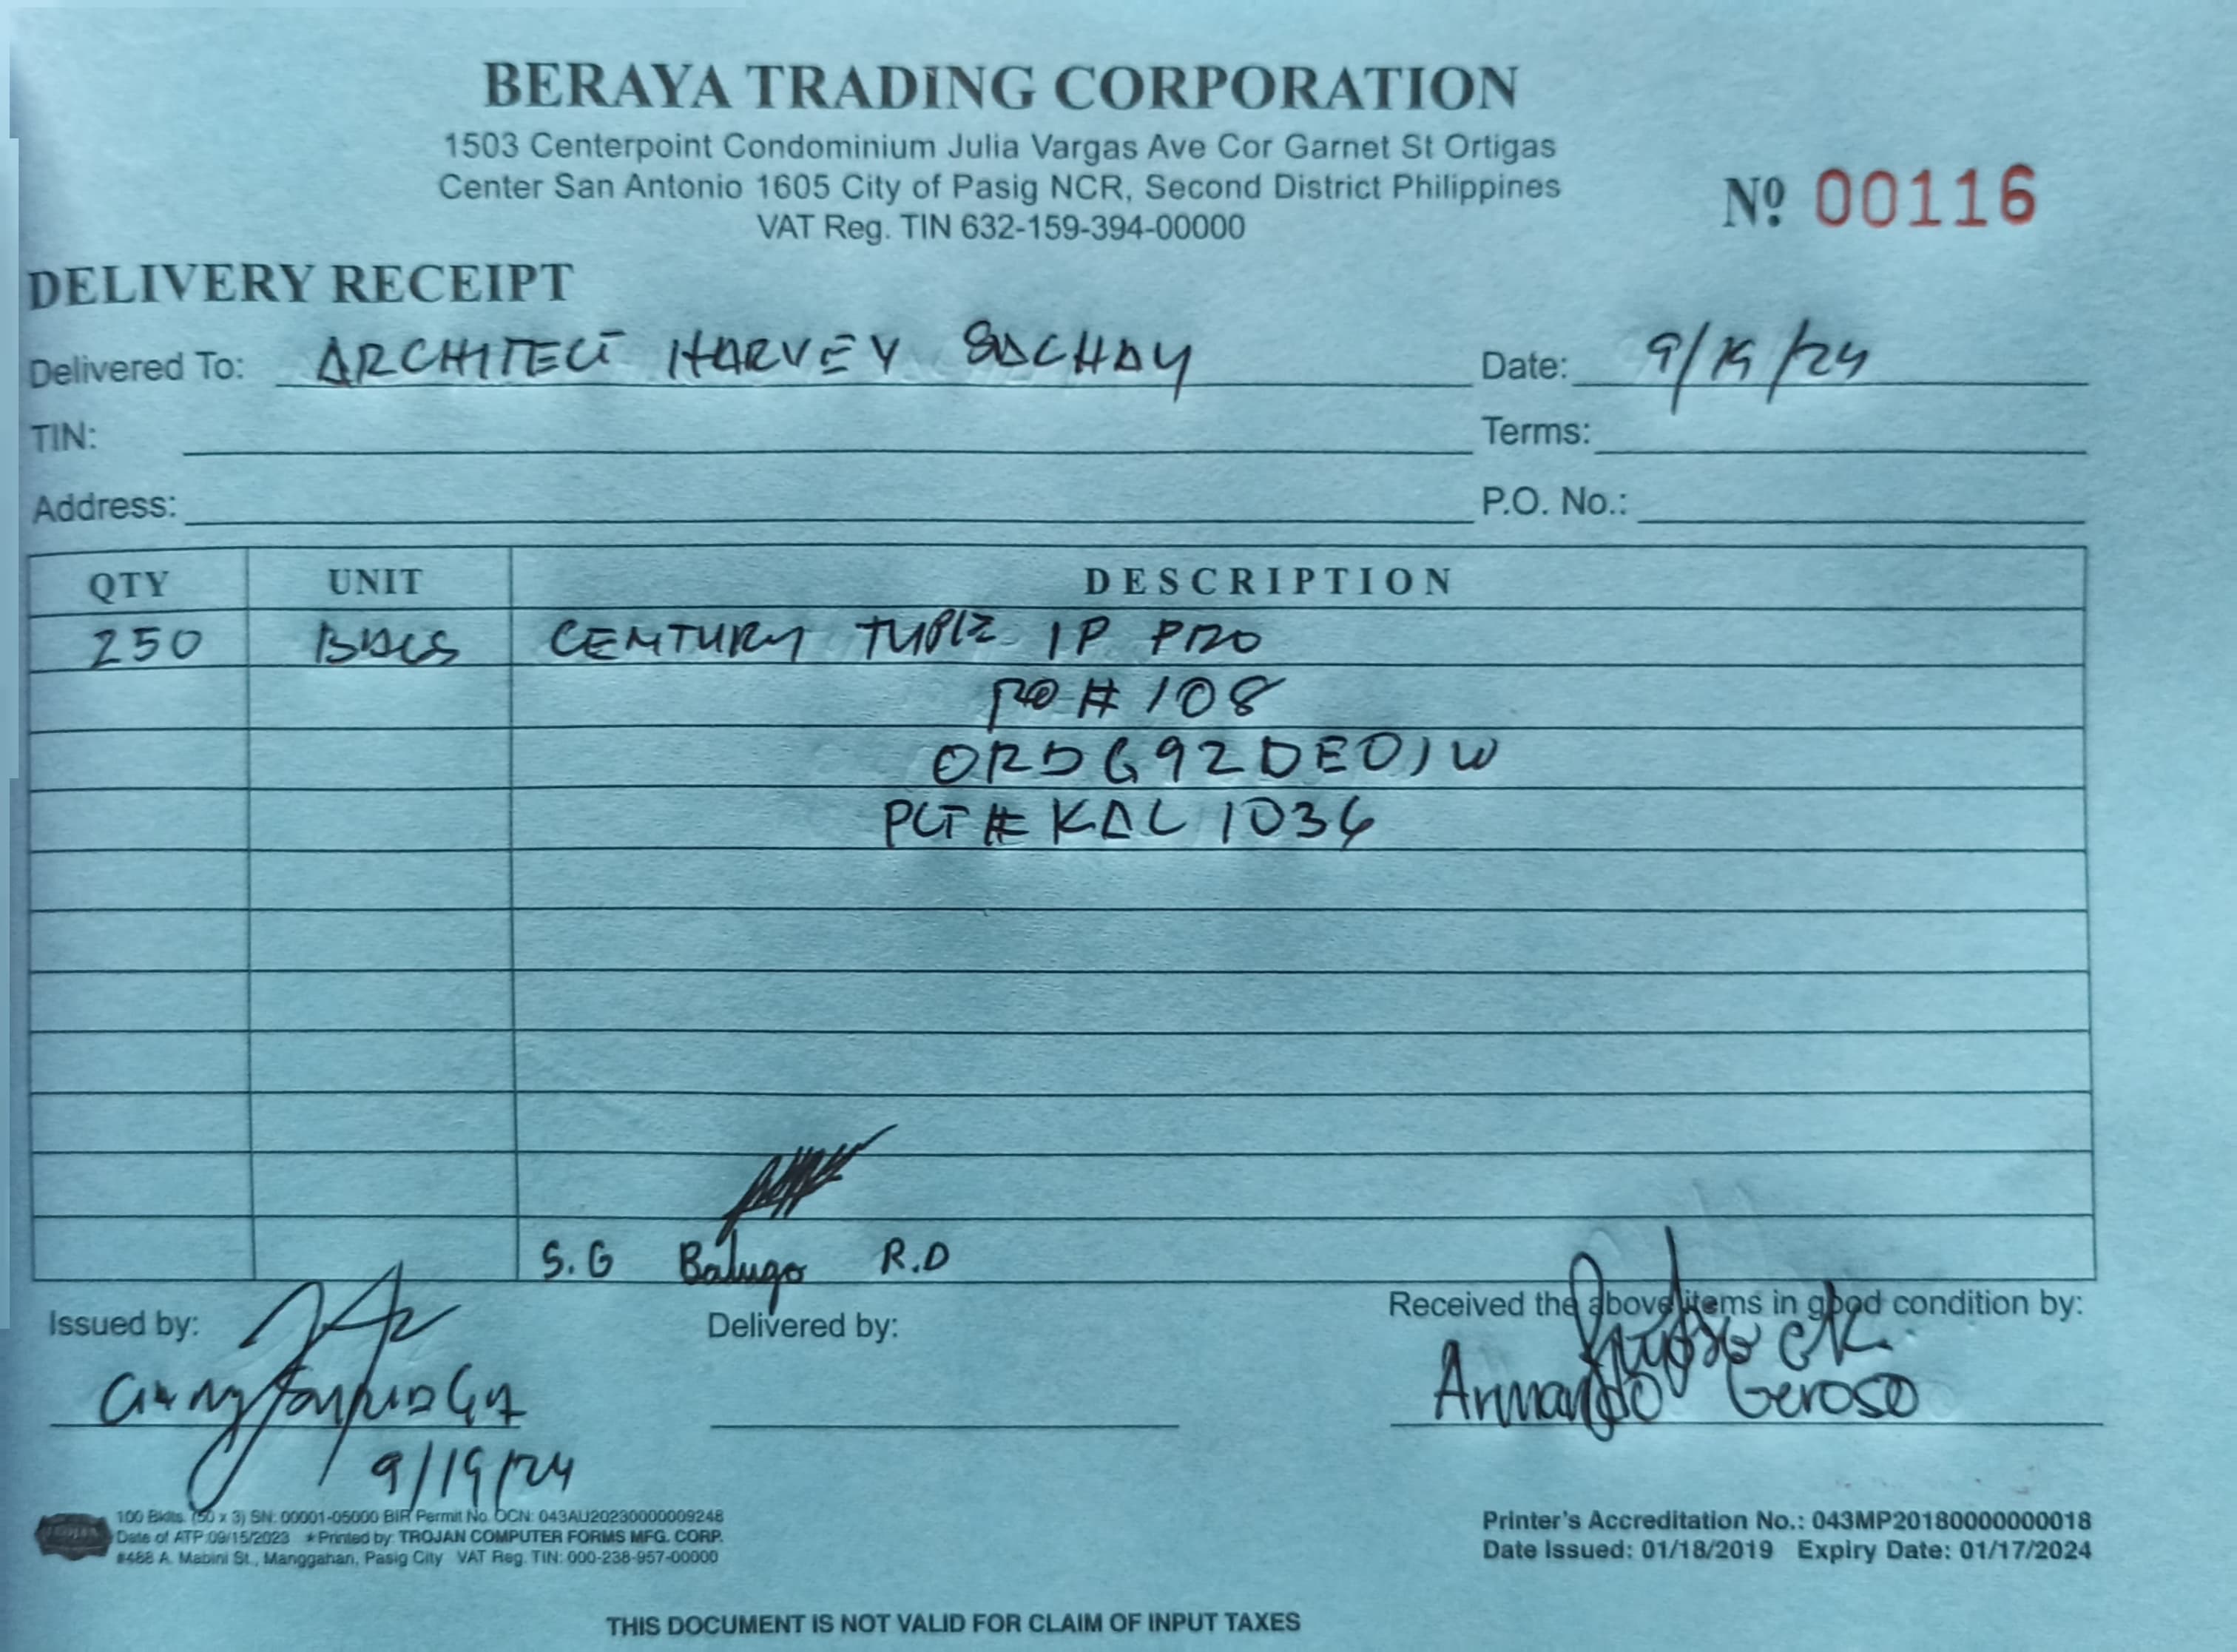 BERAYA TRADING CORPORATION
1503 Centerpoint Condominium Julia Vargas Ave Cor Garnet St Ortigas
Center San Antonio 1605 City of Pasig NCR, Second District Philippines
VAT Reg. TIN 632-159-394-00000
Nº 00116
DELIVERY RECEIPT
Delivered To: ARCHITECT HARVEY Date: 9/19/24
TIN: Terms:
Address: P.O. No.:
QTY UNIT DESCRIPTION
250 BAGS CENTURY 1P PRO
PO # 108
ORDG92DE0JW
PLT # KAL 1036
S.G Balugo R.D
Issued by: Delivered by: Received the above items in good condition by:
Armando Geroso
9/19/24
100 Bklts. (50 x 3) SN: 00001-05000 BIR Permit No. OCN: 043AU20230000009248
Date of ATP:09/15/2023 *Printed by: TROJAN COMPUTER FORMS MFG. CORP.
#468 A. Mabini St., Manggahan, Pasig City VAT Reg. TIN: 000-238-957-00000
Printer's Accreditation No.: 043MP20180000000018
Date Issued: 01/18/2019 Expiry Date: 01/17/2024
THIS DOCUMENT IS NOT VALID FOR CLAIM OF INPUT TAXES